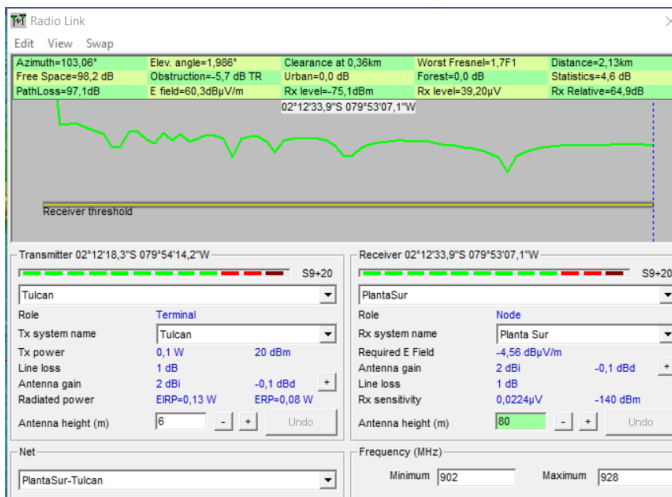 Radio Link
Edit View Swap
Azimuth=103,06° Elev. angle=1,986° Clearance at 0,36km Worst Fresnel=1,7F1 Distance=2,13km
Free Space=98,2 dB Obstruction=-5,7 dB TR Urban=0,0 dB Forest=0,0 dB Statistics=4,6 dB
PathLoss=97,1dB E field=60,3dBµV/m Rx level=-75,1dBm Rx level=39,20µV Rx Relative=64,9dB
02°12'33,9"S 079°53'07,1"W
Receiver threshold
Transmitter 02°12'18,3"S 079°54'14,2"W
S9+20
Tulcan
Role Terminal
Tx system name Tulcan
Tx power 0,1 W 20 dBm
Line loss 1 dB
Antenna gain 2 dBi -0,1 dBd +
Radiated power EIRP=0,13 W ERP=0,08 W
Antenna height (m) 6 - + Undo
Net
PlantaSur-Tulcan
Receiver 02°12'33,9"S 079°53'07,1"W
S9+20
PlantaSur
Role Node
Rx system name Planta Sur
Required E Field -4,56 dBµV/m
Antenna gain 2 dBi -0,1 dBd +
Line loss 1 dB
Rx sensitivity 0,0224µV -140 dBm
Antenna height (m) 80 - + Undo
Frequency (MHz)
Minimum 902 Maximum 928